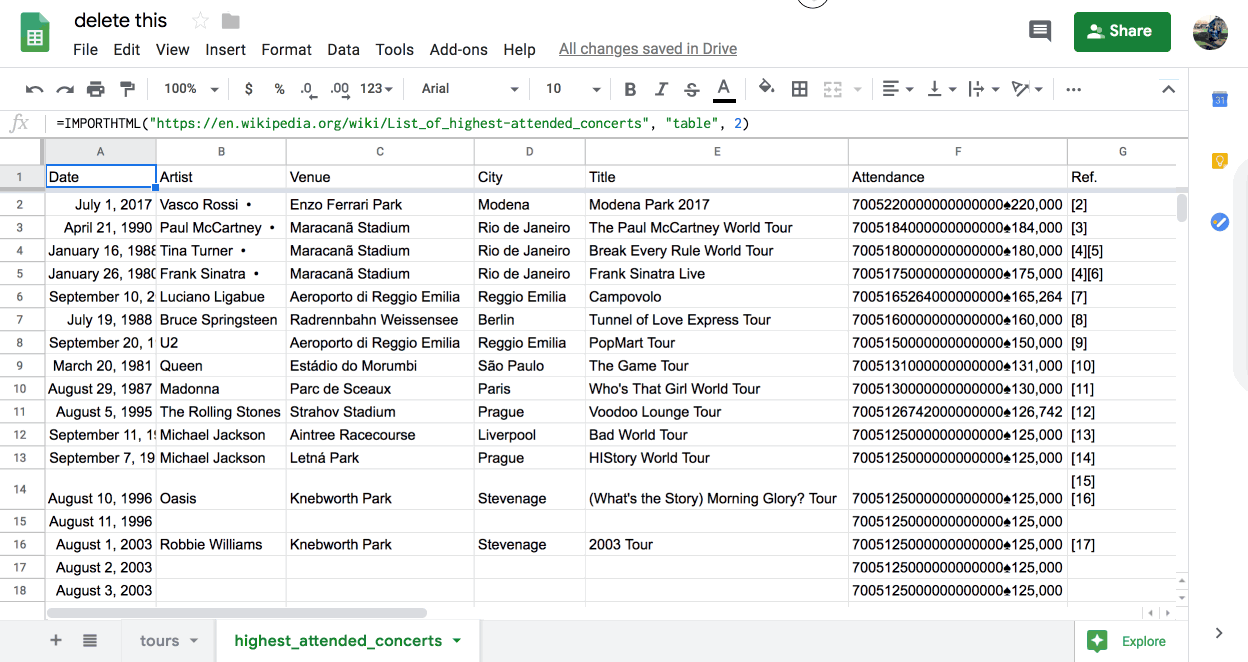 delete this
File Edit View Insert Format Data Tools Add-ons Help All changes saved in Drive
Share
100% $ % .0 .00 123 Arial 10 B I S A
fx =IMPORTHTML("https://en.wikipedia.org/wiki/List_of_highest-attended_concerts", "table", 2)
31
A B C D E F G
1 Date Artist Venue City Title Attendance Ref.
2 July 1, 2017 Vasco Rossi • Enzo Ferrari Park Modena Modena Park 2017 7005220000000000000♠220,000 [2]
3 April 21, 1990 Paul McCartney • Maracanã Stadium Rio de Janeiro The Paul McCartney World Tour 7005184000000000000♠184,000 [3]
4 January 16, 1988 Tina Turner • Maracanã Stadium Rio de Janeiro Break Every Rule World Tour 7005180000000000000♠180,000 [4][5]
5 January 26, 1980 Frank Sinatra • Maracanã Stadium Rio de Janeiro Frank Sinatra Live 7005175000000000000♠175,000 [4][6]
6 September 10, 2 Luciano Ligabue Aeroporto di Reggio Emilia Reggio Emilia Campovolo 7005165264000000000♠165,264 [7]
7 July 19, 1988 Bruce Springsteen Radrennbahn Weissensee Berlin Tunnel of Love Express Tour 7005160000000000000♠160,000 [8]
8 September 20, 1 U2 Aeroporto di Reggio Emilia Reggio Emilia PopMart Tour 7005150000000000000♠150,000 [9]
9 March 20, 1981 Queen Estádio do Morumbi São Paulo The Game Tour 7005131000000000000♠131,000 [10]
10 August 29, 1987 Madonna Parc de Sceaux Paris Who's That Girl World Tour 7005130000000000000♠130,000 [11]
11 August 5, 1995 The Rolling Stones Strahov Stadium Prague Voodoo Lounge Tour 7005126742000000000♠126,742 [12]
12 September 11, 19 Michael Jackson Aintree Racecourse Liverpool Bad World Tour 7005125000000000000♠125,000 [13]
13 September 7, 19 Michael Jackson Letná Park Prague HIStory World Tour 7005125000000000000♠125,000 [14]
[15]
14 August 10, 1996 Oasis Knebworth Park Stevenage (What's the Story) Morning Glory? Tour 7005125000000000000♠125,000 [16]
15 August 11, 1996 7005125000000000000♠125,000
16 August 1, 2003 Robbie Williams Knebworth Park Stevenage 2003 Tour 7005125000000000000♠125,000 [17]
17 August 2, 2003 7005125000000000000♠125,000
18 August 3, 2003 7005125000000000000♠125,000
tours highest_attended_concerts Explore